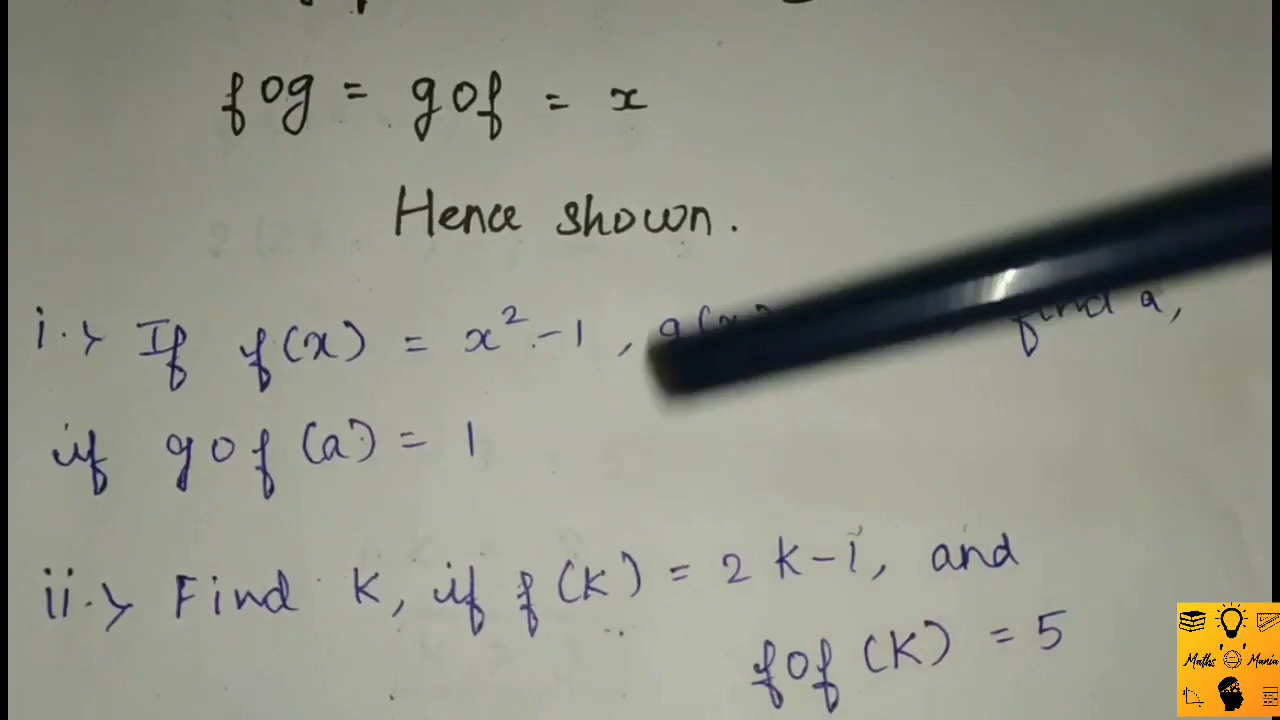 fog = gof = x
Hence shown.
i.> If f(x) = x²-1, g(x) find a,
if gof(a) = 1
ii.> Find K, if f(K) = 2K-1, and
fof(K) = 5
Maths Mania